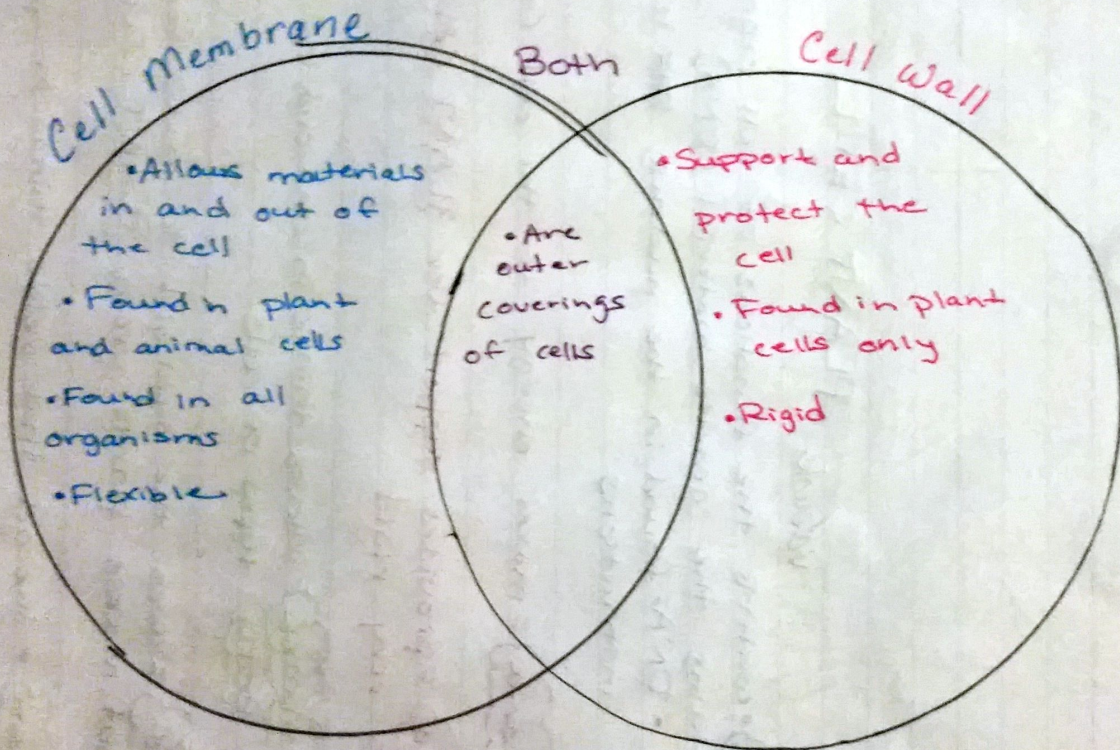 Cell Membrane
•Allows materials
in and out of
the cell
•Found n plant
and animal cells
•Found in all
organisms
•Flexible
Both
•Are
outer
coverings
of cells
Cell Wall
•Support and
protect the
cell
•Found in plant
cells only
•Rigid